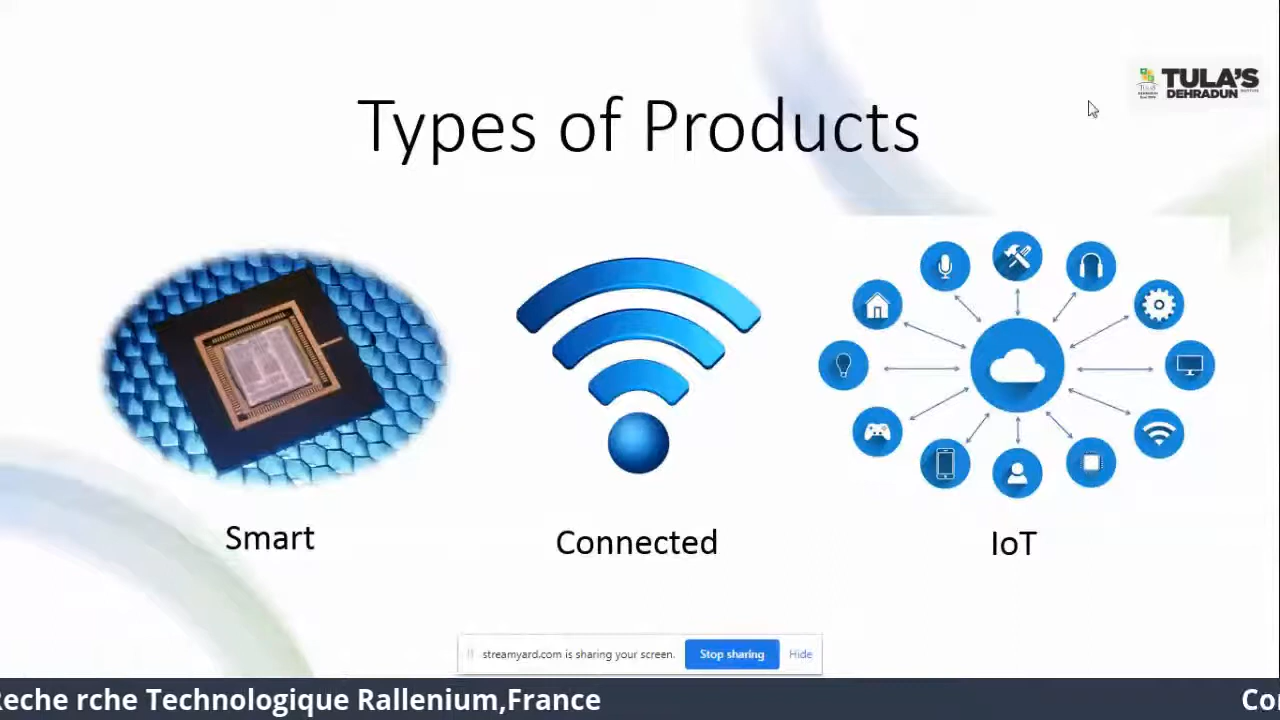 TULA'S
DEHRADUN
Types of Products
Smart
Connected
IoT
streamyard.com is sharing your screen.
Stop sharing
Hide
Reche rche Technologique Rallenium,France